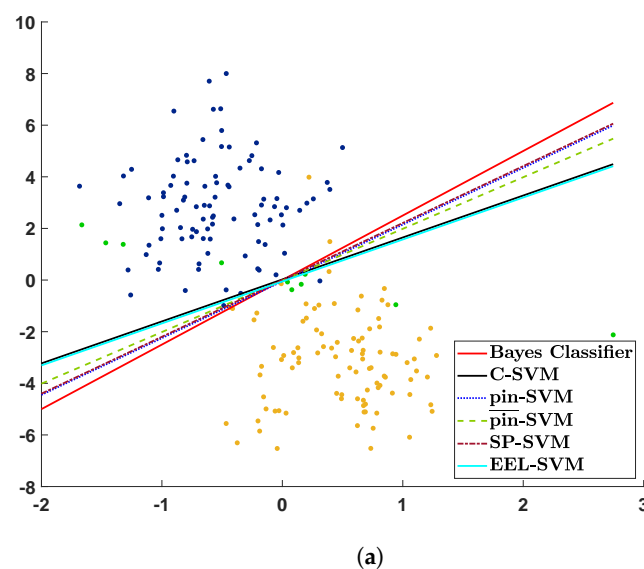 10
8
6
4
2
0
-2
-4
-6
-8
-2 -1 0 1 2 3
Bayes Classifier
C-SVM
pin-SVM
p̅i̅n̅-SVM
SP-SVM
EEL-SVM
(a)